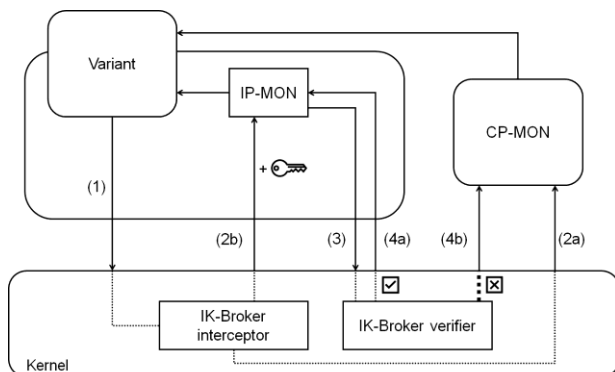 Variant
IP-MON
CP-MON
+
(1)
(2b)
(3)
(4a)
(4b)
(2a)
IK-Broker
interceptor
IK-Broker verifier
Kernel